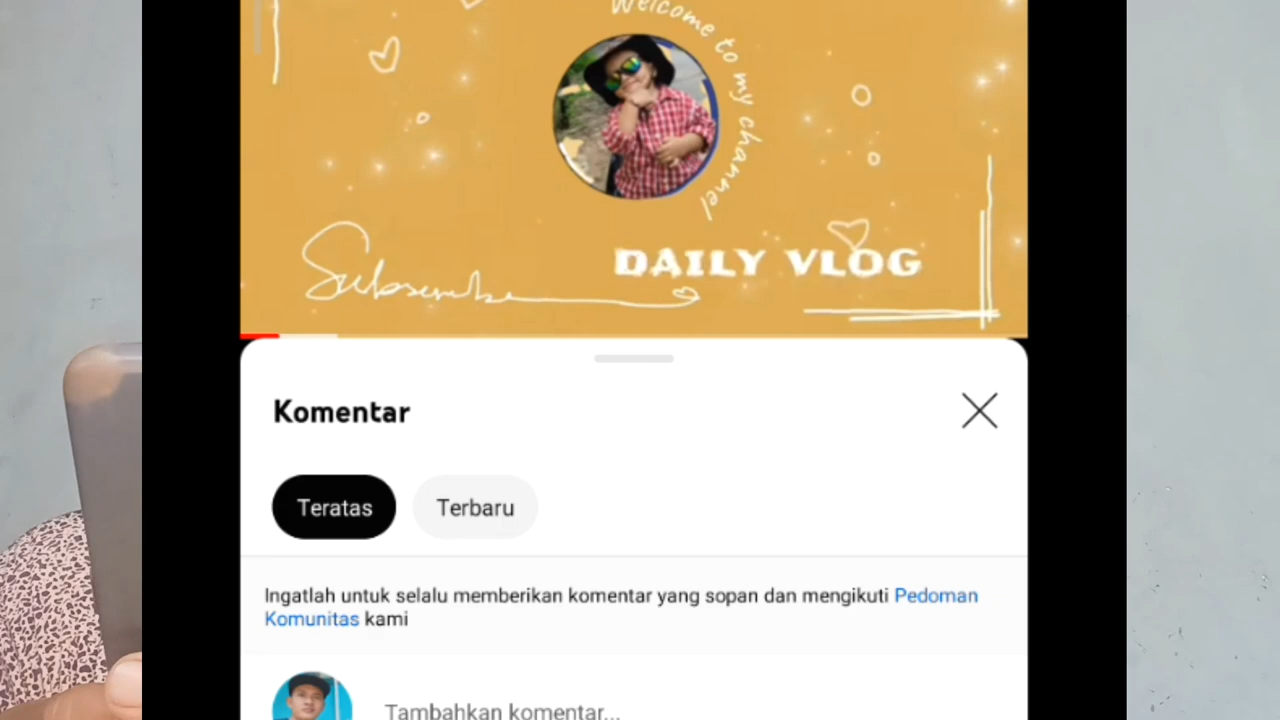 Welcome to my channel
Subscribe
DAILY VLOG
Komentar
Teratas
Terbaru
Ingatlah untuk selalu memberikan komentar yang sopan dan mengikuti Pedoman
Komunitas kami
Tambahkan komentar...